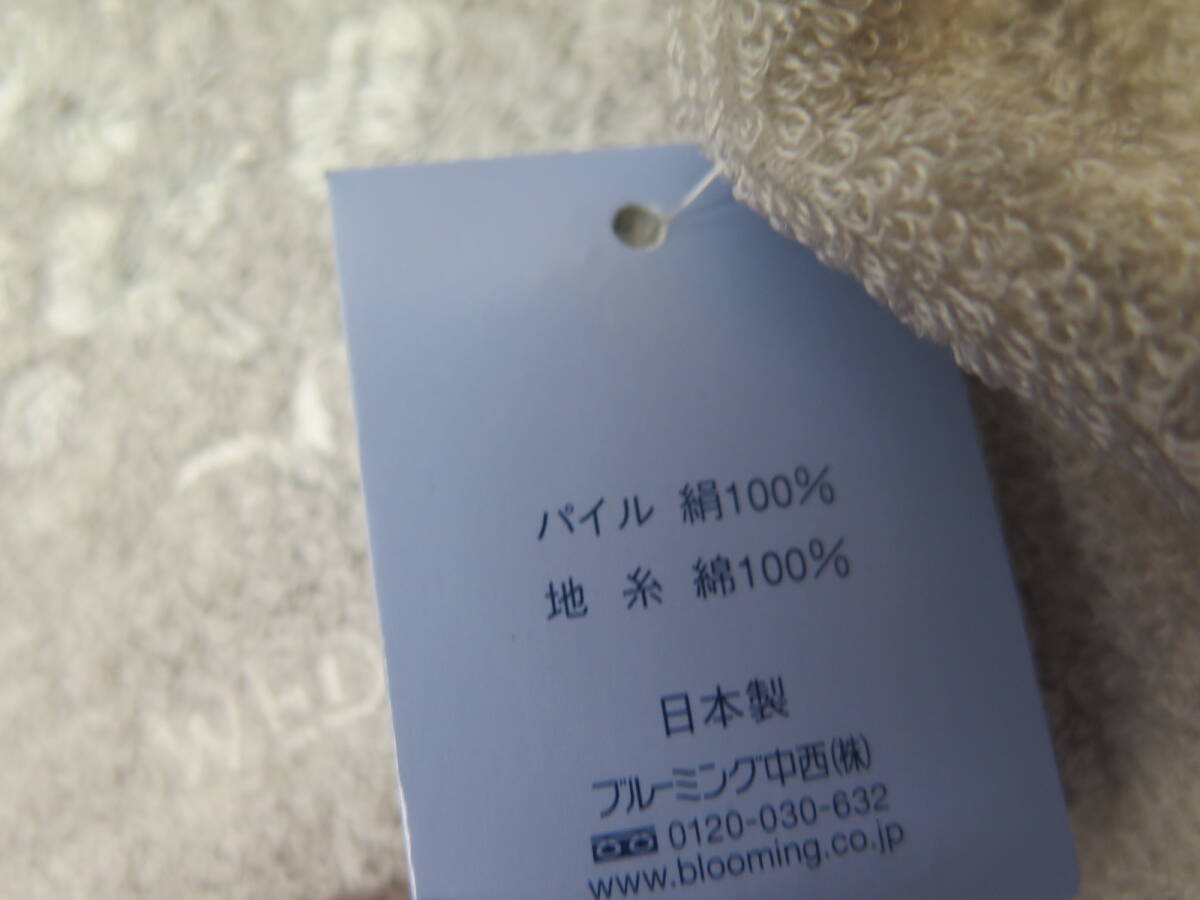 パイル 絹100%
地 糸 綿100%
日本製
ブルーミング中西(株)
0120-030-632
www.blooming.co.jp